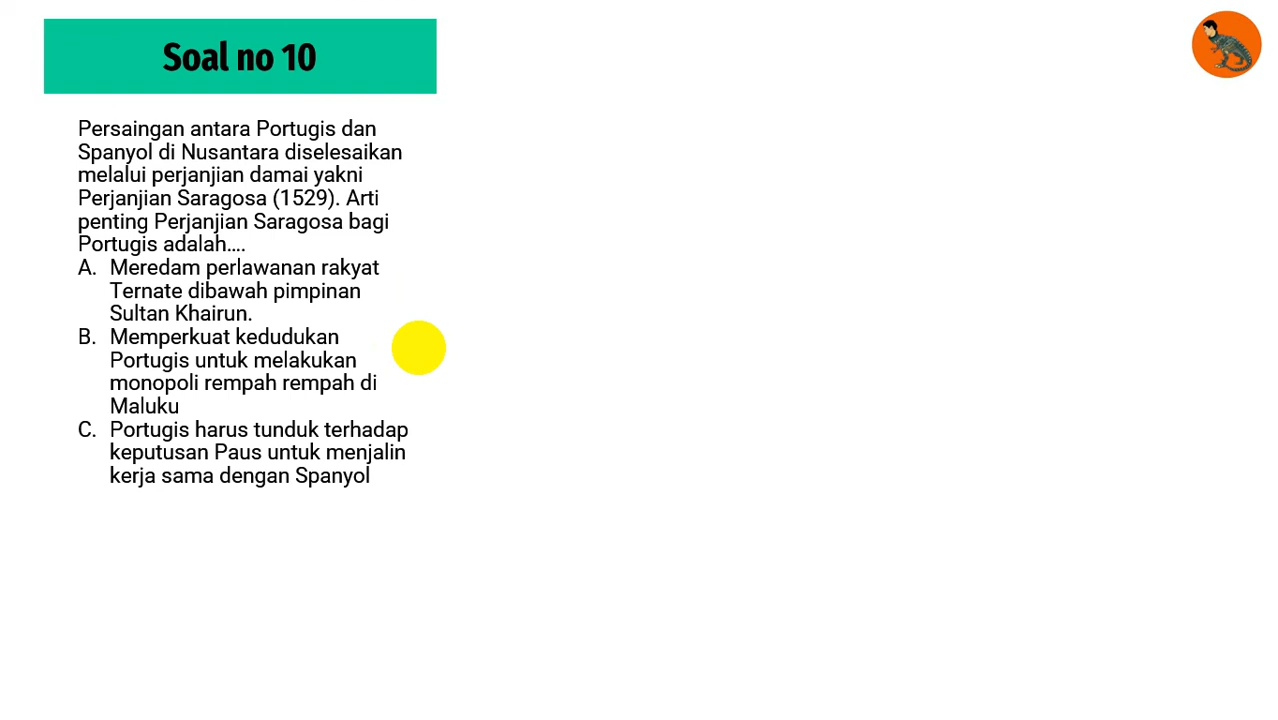 Soal no 10
Persaingan antara Portugis dan
Spanyol di Nusantara diselesaikan
melalui perjanjian damai yakni
Perjanjian Saragosa (1529). Arti
penting Perjanjian Saragosa bagi
Portugis adalah....
A. Meredam perlawanan rakyat
Ternate dibawah pimpinan
Sultan Khairun.
B. Memperkuat kedudukan
Portugis untuk melakukan
monopoli rempah rempah di
Maluku
C. Portugis harus tunduk terhadap
keputusan Paus untuk menjalin
kerja sama dengan Spanyol